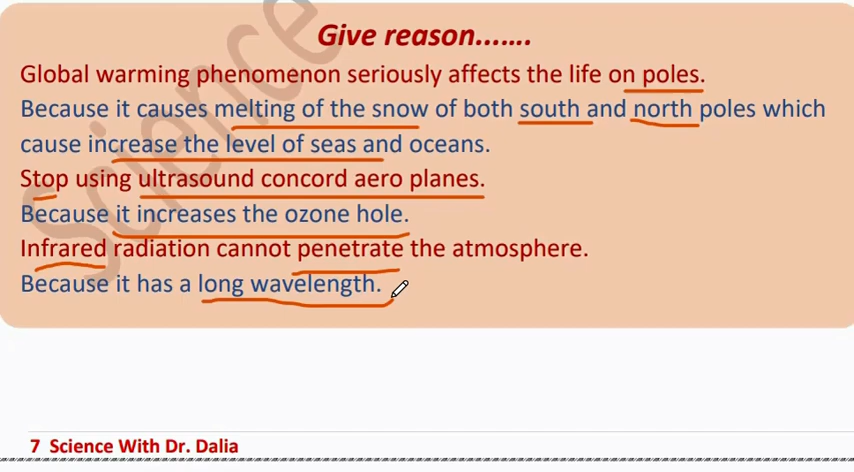 Give reason.......
Global warming phenomenon seriously affects the life on poles.
Because it causes melting of the snow of both south and north poles which
cause increase the level of seas and oceans.
Stop using ultrasound concord aero planes.
Because it increases the ozone hole.
Infrared radiation cannot penetrate the atmosphere.
Because it has a long wavelength.
Science
7 Science With Dr. Dalia